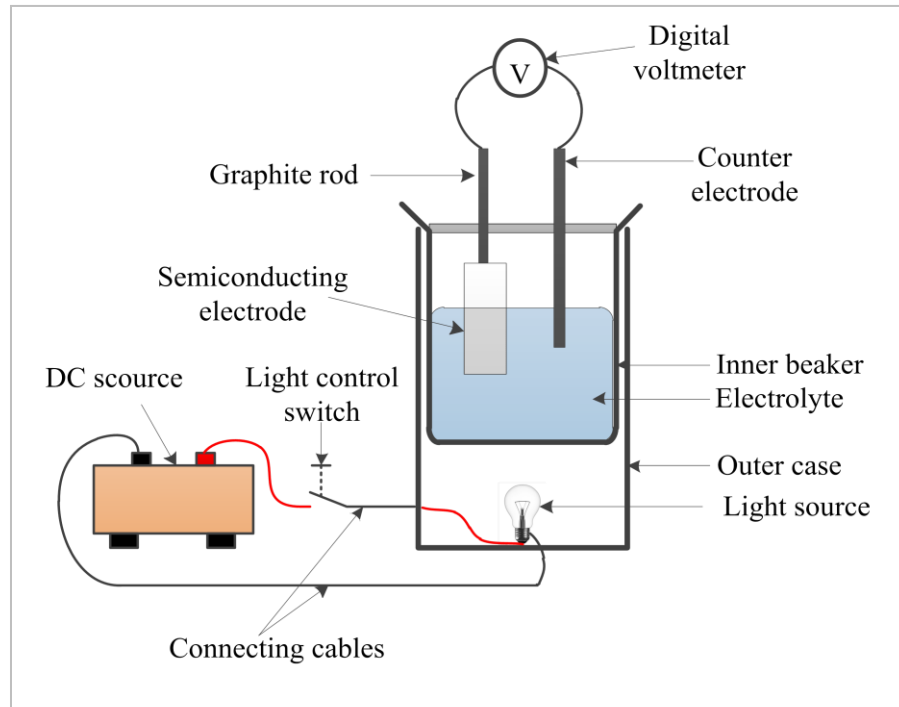 Digital
voltmeter
V
Graphite rod
Counter
electrode
Semiconducting
electrode
DC scource
Light control
switch
Inner beaker
Electrolyte
Outer case
Light source
Connecting cables